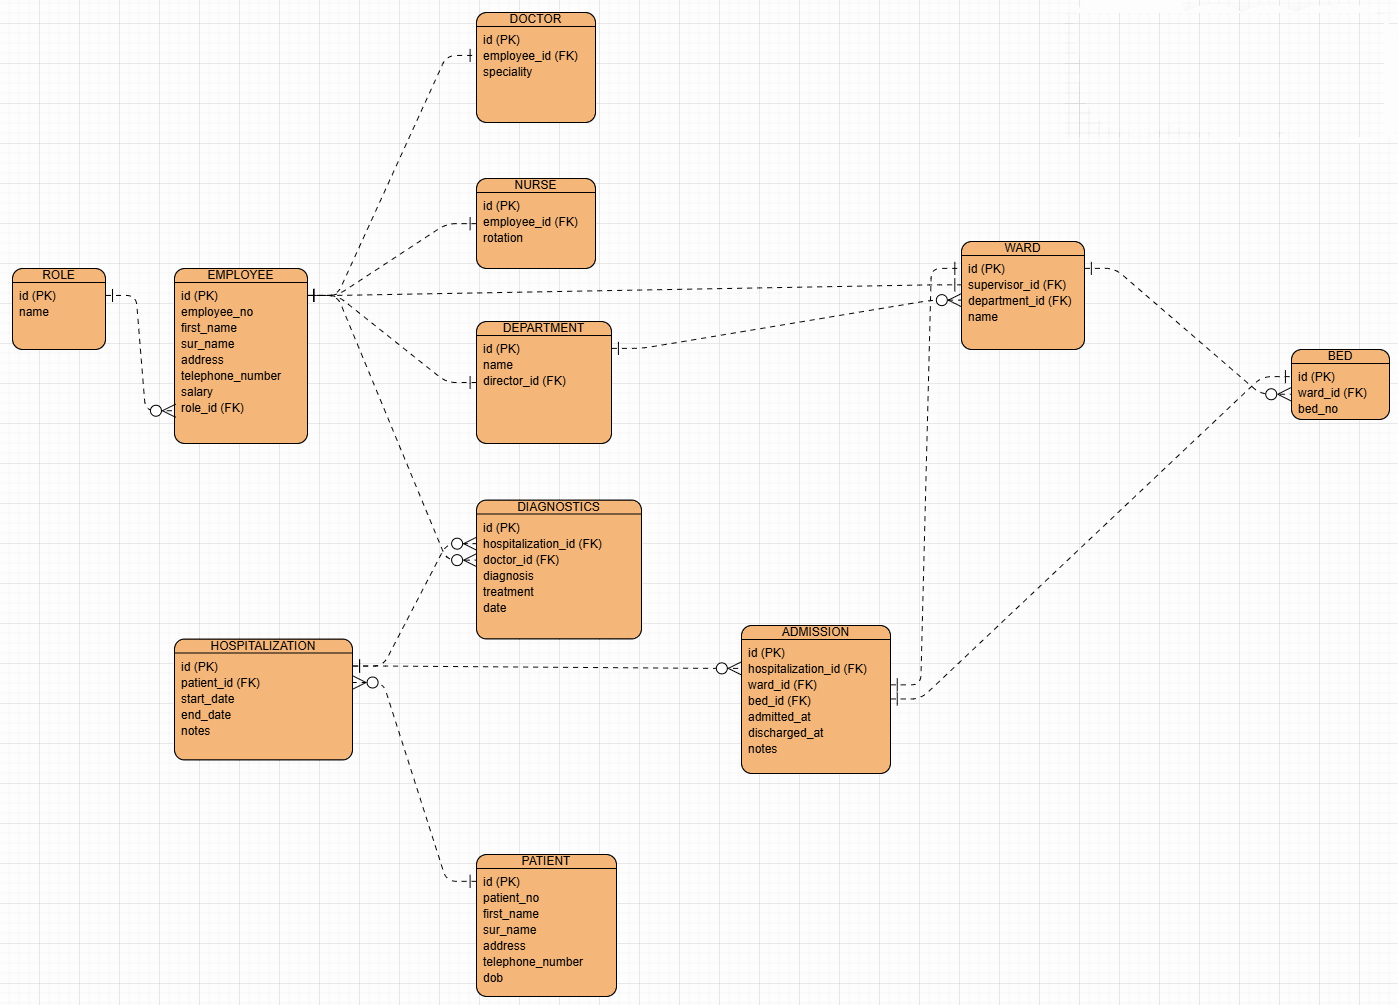 DOCTOR
id (PK)
employee_id (FK)
speciality
NURSE
id (PK)
employee_id (FK)
rotation
ROLE
id (PK)
name
EMPLOYEE
id (PK)
employee_no
first_name
sur_name
address
telephone_number
salary
role_id (FK)
DEPARTMENT
id (PK)
name
director_id (FK)
WARD
id (PK)
supervisor_id (FK)
department_id (FK)
name
BED
id (PK)
ward_id (FK)
bed_no
DIAGNOSTICS
id (PK)
hospitalization_id (FK)
doctor_id (FK)
diagnosis
treatment
date
HOSPITALIZATION
id (PK)
patient_id (FK)
start_date
end_date
notes
ADMISSION
id (PK)
hospitalization_id (FK)
ward_id (FK)
bed_id (FK)
admitted_at
discharged_at
notes
PATIENT
id (PK)
patient_no
first_name
sur_name
address
telephone_number
dob